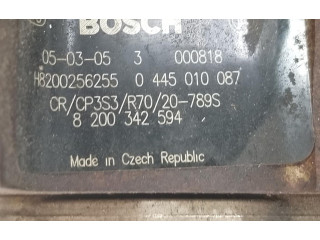 BOSCH
05-03-05 3 000818
H8200256255 0 445 010 087
CR/CP3S3/R70/20-789S
8 200 342 594
Made in Czech Republic